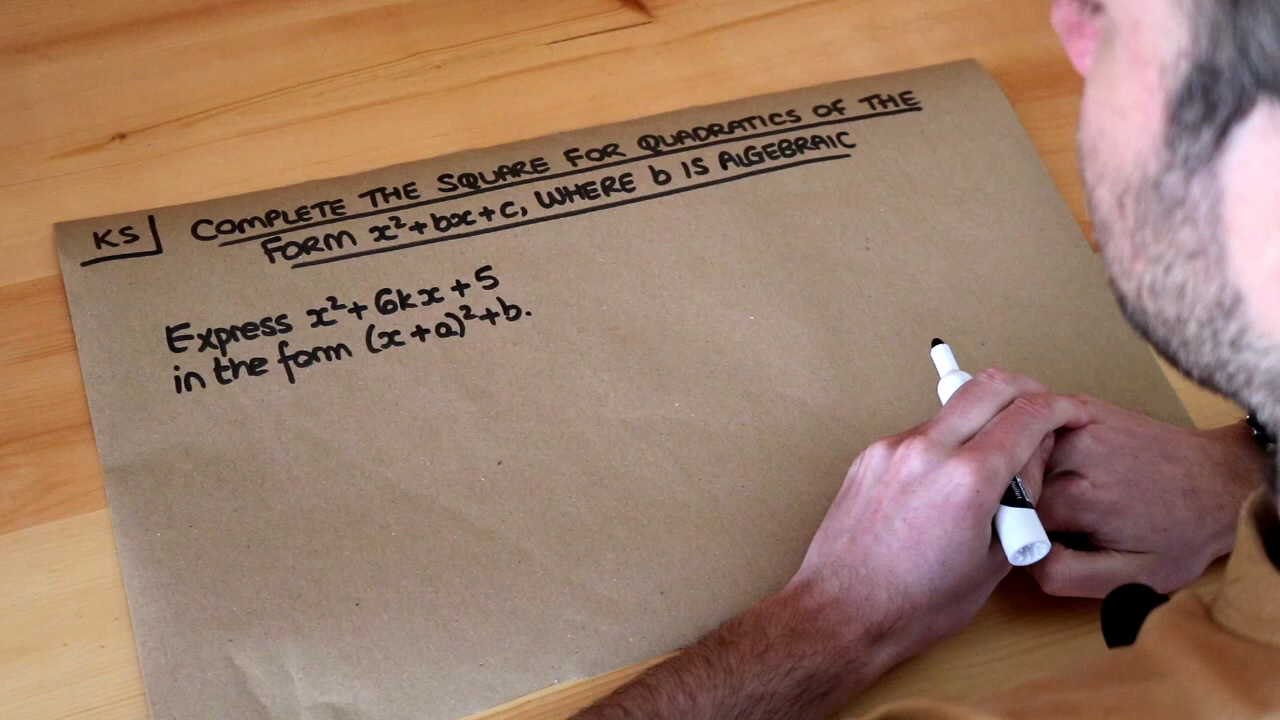 KS COMPLETE THE SQUARE FOR QUADRATICS OF THE
FORM x²+bx+c, WHERE b IS ALGEBRAIC
Express x²+6kx+5
in the form (x+a)²+b.